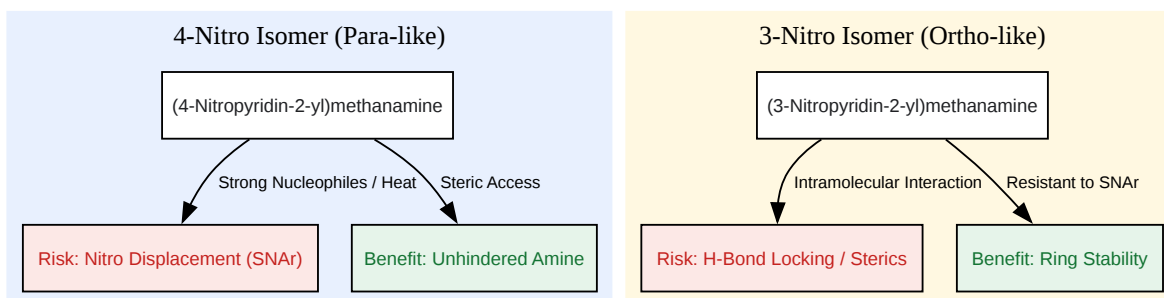 4-Nitro Isomer (Para-like)
(4-Nitropyridin-2-yl)methanamine
Strong Nucleophiles / Heat
Steric Access
Risk: Nitro Displacement (SNAr)
Benefit: Unhindered Amine
3-Nitro Isomer (Ortho-like)
(3-Nitropyridin-2-yl)methanamine
Intramolecular Interaction
Resistant to SNAr
Risk: H-Bond Locking / Sterics
Benefit: Ring Stability